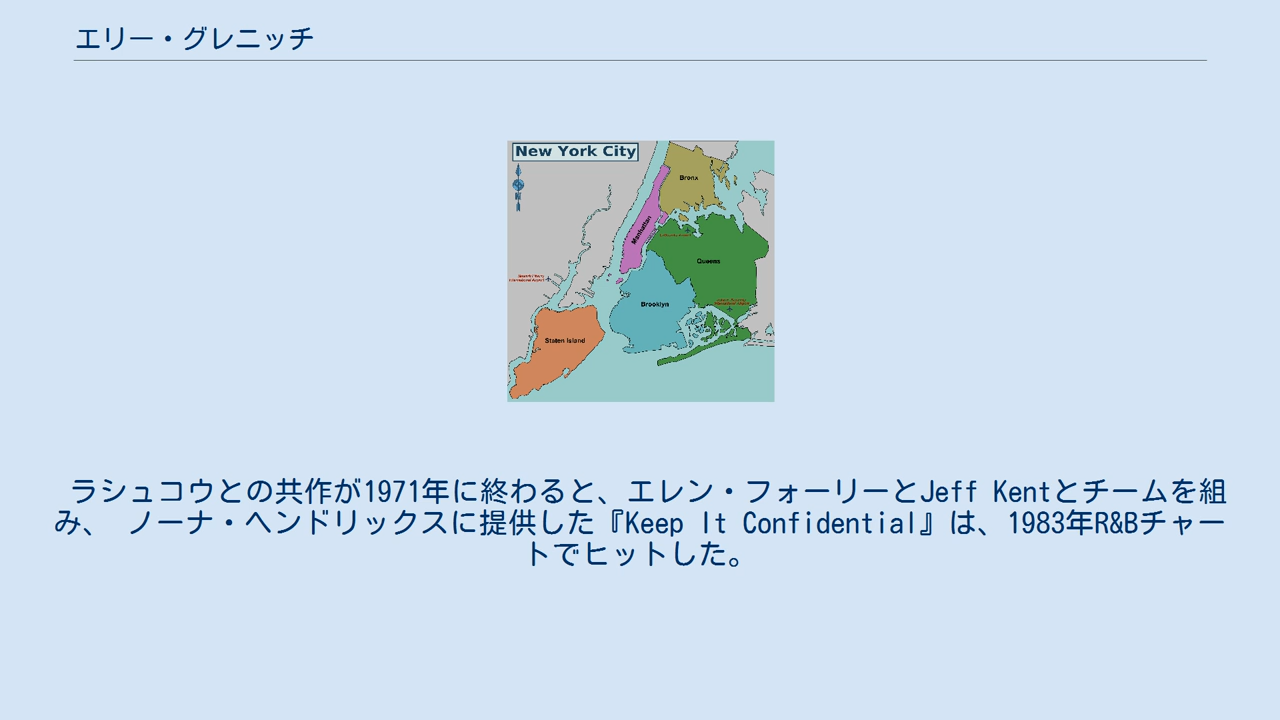 エリー・グレニッチ
New York City
Bronx
Manhattan
Queens
Brooklyn
Staten Island
ラシュコウとの共作が1971年に終わると、エレン・フォーリーとJeff Kentとチームを組
み、 ノーナ・ヘンドリックスに提供した『Keep It Confidential』は、1983年R&Bチャー
トでヒットした。